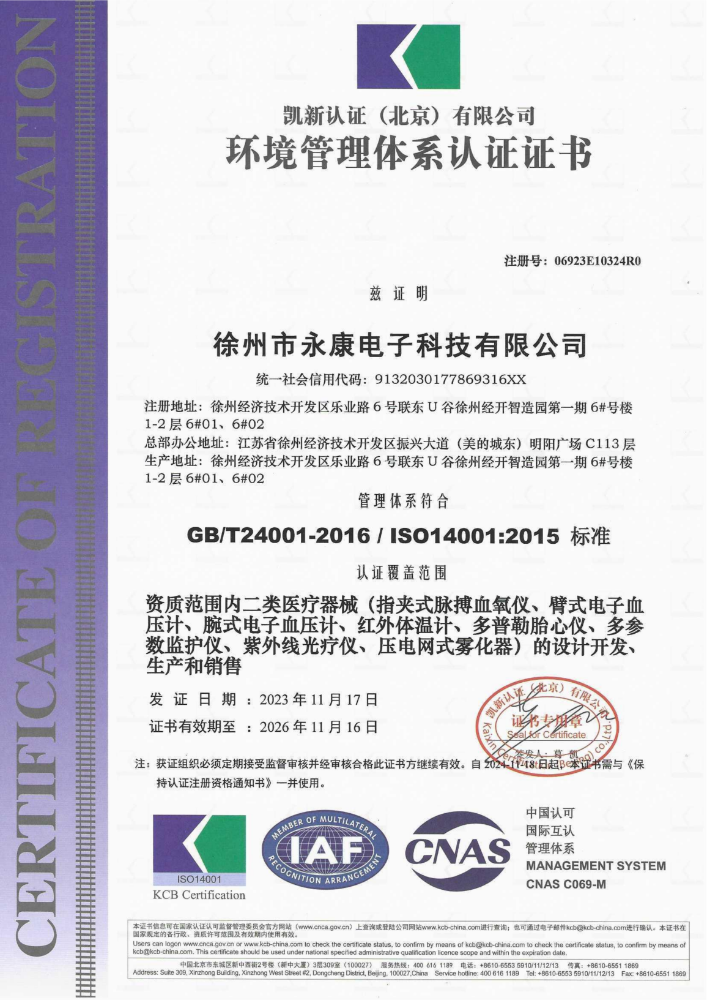 CERTIFICATE OF REGISTRATION
凯新认证（北京）有限公司
环境管理体系认证证书
注册号：06923E10324R0
兹 证 明
徐州市永康电子科技有限公司
统一社会信用代码：9132030177869316XX
注册地址：徐州经济技术开发区乐业路 6 号联东 U 谷徐州经开智造园第一期 6#号楼
1-2 层 6#01、6#02
总部办公地址：江苏省徐州经济技术开发区振兴大道（美的城东）明阳广场 C113 层
生产地址：徐州经济技术开发区乐业路 6 号联东 U 谷徐州经开智造园第一期 6#号楼
1-2 层 6#01、6#02
管理体系符合
GB/T24001-2016 / ISO14001:2015 标准
认证覆盖范围
资质范围内二类医疗器械（指夹式脉搏血氧仪、臂式电子血
压计、腕式电子血压计、红外体温计、多普勒胎心仪、多参
数监护仪、紫外线光疗仪、压电网式雾化器）的设计开发、
生产和销售
发 证 日 期 ：2023 年 11 月 17 日
证书有效期至 ：2026 年 11 月 16 日
凯新认证（北京）有限公司
证书专用章
Seal for Certificate
签发人：葛 凯
Kaixin Certification (Beijing) co.,Ltd.
注：获证组织必须定期接受监督审核并经审核合格此证书方继续有效。自 2024-11-18 日起，本证书需与《保
持认证注册资格通知书》一并使用。
ISO14001
KCB Certification
MEMBER OF MULTILATERAL
IAF
RECOGNITION ARRANGEMENT
CNAS
中国认可
国际互认
管理体系
MANAGEMENT SYSTEM
CNAS C069-M
本证书信息可在国家认证认可监督管理委员会官方网站（www.cnca.gov.cn）上查询或登陆公司网站www.kcb-china.com进行查询；也可通过电子邮件kcb@kcb-china.com进行确认。本证书在
国家规定的各行政、资质许可范围及有效期内使用有效。
Users can logon www.cnca.gov.cn or www.kcb-china.com to check the certificate status, to confirm by means of kcb@kcb-china.com to check the certificate status, to confirm by means of
kcb@kcb-china.com. This certificate should be used under national specified administrative qualification licence scope and within the expiration date.
中国北京市东城区新中西街2号楼（新中大厦）3层309室（100027） 服务热线：400 616 1189 电话：+8610-6553 5910/11/12/13 传真：+8610-6551 1869
Address: Suite 309, Xinzhong Building, Xinzhong West Street #2, Dongcheng District, Beijing, 100027,China Service hotline: 400 616 1189 Tel: +8610-6553 5910/11/12/13 Fax: +8610-6551 1869